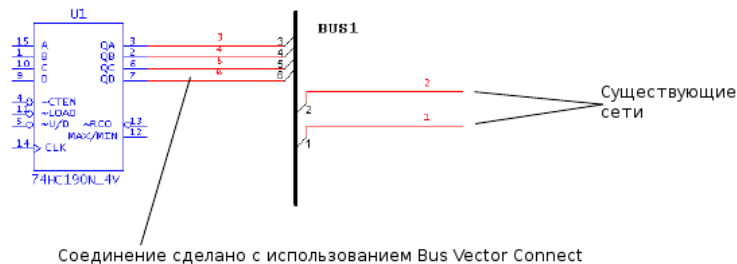 U1
BUS1
15 A QA 3 3 3
1 B QB 2 4 4
10 C QC 6 5 5
9 D QD 7 6 6
2
Существующие
сети
4 ~CTEN
11 ~LOAD
2
5 ~U/D ~RCO 13
1
MAX/MIN 12
14 CLK
1
74HC190N_4V
Соединение сделано с использованием Bus Vector Connect